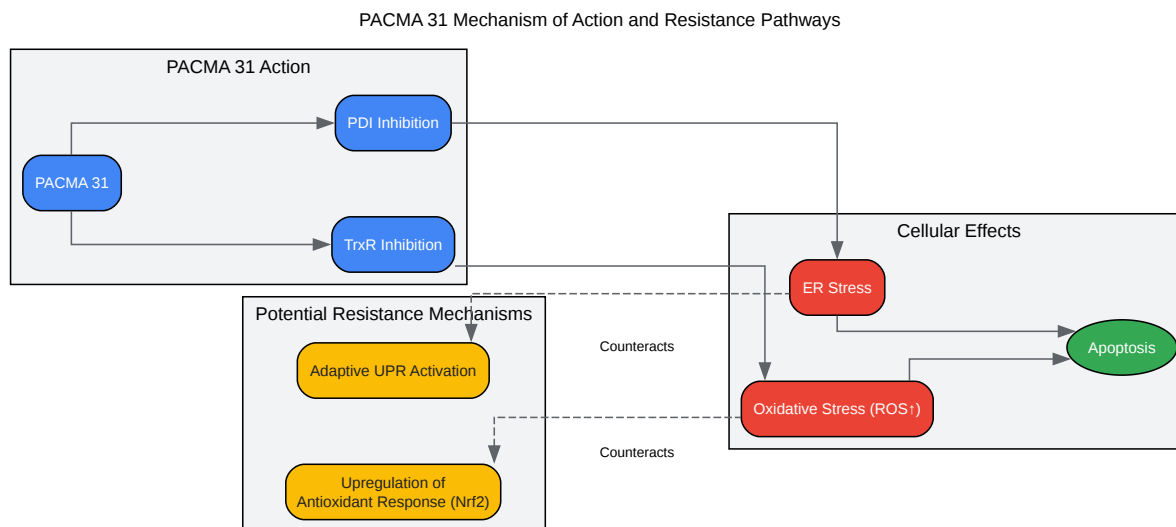 PACMA 31 Mechanism of Action and Resistance Pathways
PACMA 31 Action
PDI Inhibition
PACMA 31
TrxR Inhibition
Cellular Effects
ER Stress
Apoptosis
Oxidative Stress (ROS↑)
Potential Resistance Mechanisms
Adaptive UPR Activation
Upregulation of
Antioxidant Response (Nrf2)
Counteracts
Counteracts